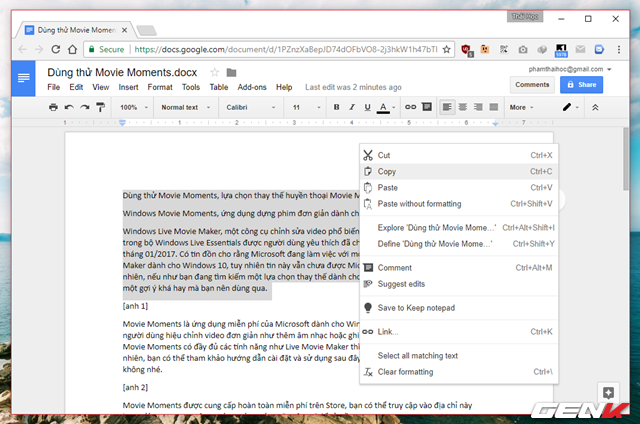 Thái Học
Dùng thử Movie Moments
Secure https://docs.google.com/document/d/1PZnzXaBepJD74dOFbVO8-2j3hkW1h47bTl
Dùng thử Movie Moments.docx
phamthaihoc@gmail.com
File Edit View Insert Format Tools Table Add-ons Help Last edit was 2 minutes ago
Comments Share
100% Normal text Calibri 11 B I U A More
Cut Ctrl+X
Copy Ctrl+C
Paste Ctrl+V
Paste without formatting Ctrl+Shift+V
Explore 'Dùng thử Movie Mome...' Ctrl+Alt+Shift+I
Define 'Dùng thử Movie Mome...' Ctrl+Shift+Y
Comment Ctrl+Alt+M
Suggest edits
Save to Keep notepad
Link... Ctrl+K
Select all matching text
Clear formatting Ctrl+\
Dùng thử Movie Moments, lựa chọn thay thế huyền thoại Movie
Windows Movie Moments, ứng dụng dựng phim đơn giản dành
Windows Live Movie Maker, một công cụ chỉnh sửa video phổ
trong bộ Windows Live Essentials được người dùng yêu thích đã
tháng 01/2017. Có tin đồn cho rằng Microsoft đang làm việc với
Maker dành cho Windows 10, tuy nhiên tin này vẫn chưa được
nhiên, nếu như bạn đang tìm kiếm một lựa chọn thay thế dành
một gợi ý khá hay mà bạn nên dùng qua.
[anh 1]
Movie Moments là ứng dụng miễn phí của Microsoft dành cho
người dùng hiệu chỉnh video đơn giản như thêm âm nhạc hoặc
Moments có đầy đủ các tính năng như Live Movie Maker
nhiên, bạn có thể tham khảo hướng dẫn cài đặt và sử dụng sau
không nhé.
[anh 2]
Movie Moments được cung cấp hoàn toàn miễn phí trên Store, bạn có thể truy cập vào địa chỉ này
GENK